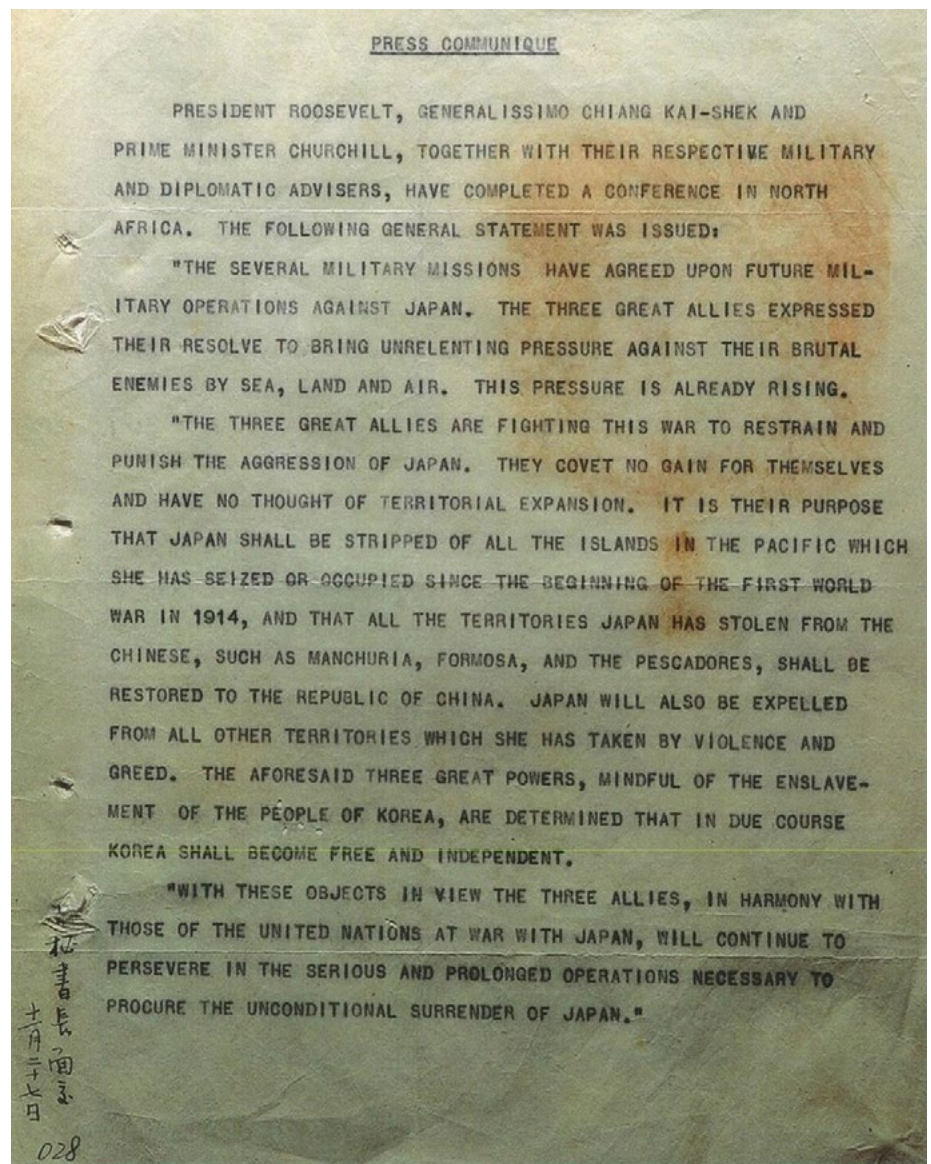 PRESS COMMUNIQUE
PRESIDENT ROOSEVELT, GENERALISSIMO CHIANG KAI-SHEK AND
PRIME MINISTER CHURCHILL, TOGETHER WITH THEIR RESPECTIVE MILITARY
AND DIPLOMATIC ADVISERS, HAVE COMPLETED A CONFERENCE IN NORTH
AFRICA. THE FOLLOWING GENERAL STATEMENT WAS ISSUED:
"THE SEVERAL MILITARY MISSIONS HAVE AGREED UPON FUTURE MIL-
ITARY OPERATIONS AGAINST JAPAN. THE THREE GREAT ALLIES EXPRESSED
THEIR RESOLVE TO BRING UNRELENTING PRESSURE AGAINST THEIR BRUTAL
ENEMIES BY SEA, LAND AND AIR. THIS PRESSURE IS ALREADY RISING.
"THE THREE GREAT ALLIES ARE FIGHTING THIS WAR TO RESTRAIN AND
PUNISH THE AGGRESSION OF JAPAN. THEY COVET NO GAIN FOR THEMSELVES
AND HAVE NO THOUGHT OF TERRITORIAL EXPANSION. IT IS THEIR PURPOSE
THAT JAPAN SHALL BE STRIPPED OF ALL THE ISLANDS IN THE PACIFIC WHICH
SHE HAS SEIZED OR OCCUPIED SINCE THE BEGINNING OF THE FIRST WORLD
WAR IN 1914, AND THAT ALL THE TERRITORIES JAPAN HAS STOLEN FROM THE
CHINESE, SUCH AS MANCHURIA, FORMOSA, AND THE PESCADORES, SHALL BE
RESTORED TO THE REPUBLIC OF CHINA. JAPAN WILL ALSO BE EXPELLED
FROM ALL OTHER TERRITORIES WHICH SHE HAS TAKEN BY VIOLENCE AND
GREED. THE AFORESAID THREE GREAT POWERS, MINDFUL OF THE ENSLAVE-
MENT OF THE PEOPLE OF KOREA, ARE DETERMINED THAT IN DUE COURSE
KOREA SHALL BECOME FREE AND INDEPENDENT.
"WITH THESE OBJECTS IN VIEW THE THREE ALLIES, IN HARMONY WITH
THOSE OF THE UNITED NATIONS AT WAR WITH JAPAN, WILL CONTINUE TO
PERSEVERE IN THE SERIOUS AND PROLONGED OPERATIONS NECESSARY TO
PROCURE THE UNCONDITIONAL SURRENDER OF JAPAN."
秘書長面交
十一月二十七日
028